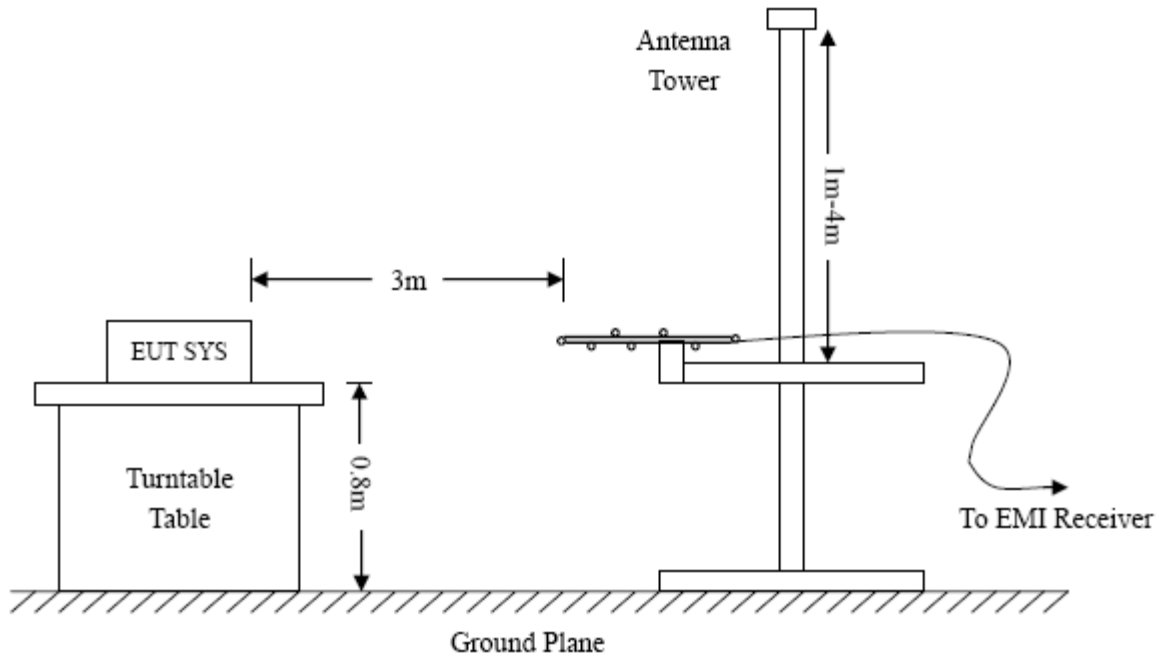 Antenna
Tower
1m-4m
3m
EUT SYS
0.8m
Turntable
Table
To EMI Receiver
Ground Plane